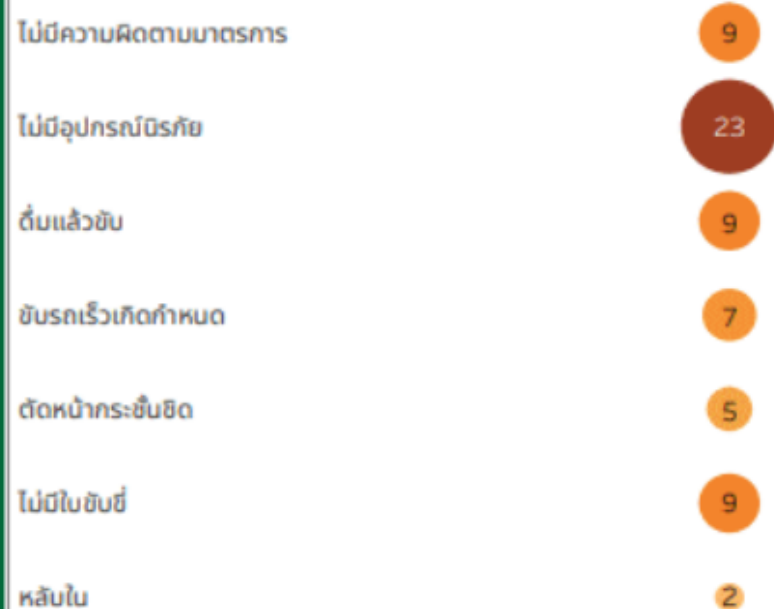 ไม่มีความผิดตามมาตรการ 9
ไม่มีอุปกรณ์นิรภัย 23
ดื่มแล้วขับ 9
ขับรถเร็วเกิดกำหนด 7
ตัดหน้ากระชั้นชิด 5
ไม่มีใบขับขี่ 9
หลับใน 2